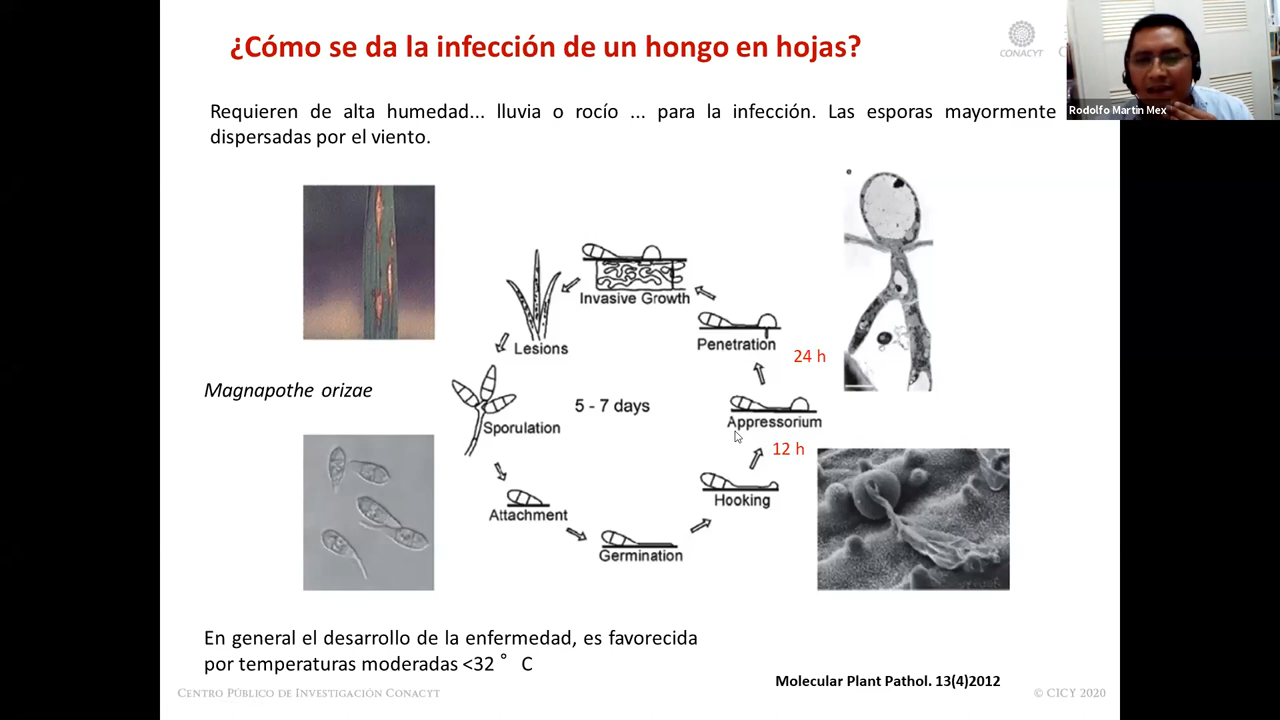 ¿Cómo se da la infección de un hongo en hojas?
CONACYT
Rodolfo Martín Mex
Requieren de alta humedad... lluvia o rocío ... para la infección. Las esporas mayormente
dispersadas por el viento.
e
Invasive Growth
Penetration
24 h
Lesions
Magnapothe orizae
5 - 7 days
Appressorium
Sporulation
12 h
Hooking
Attachment
Germination
En general el desarrollo de la enfermedad, es favorecida
por temperaturas moderadas <32 ° C
Molecular Plant Pathol. 13(4)2012
Centro Público de Investigación Conacyt
© CICY 2020